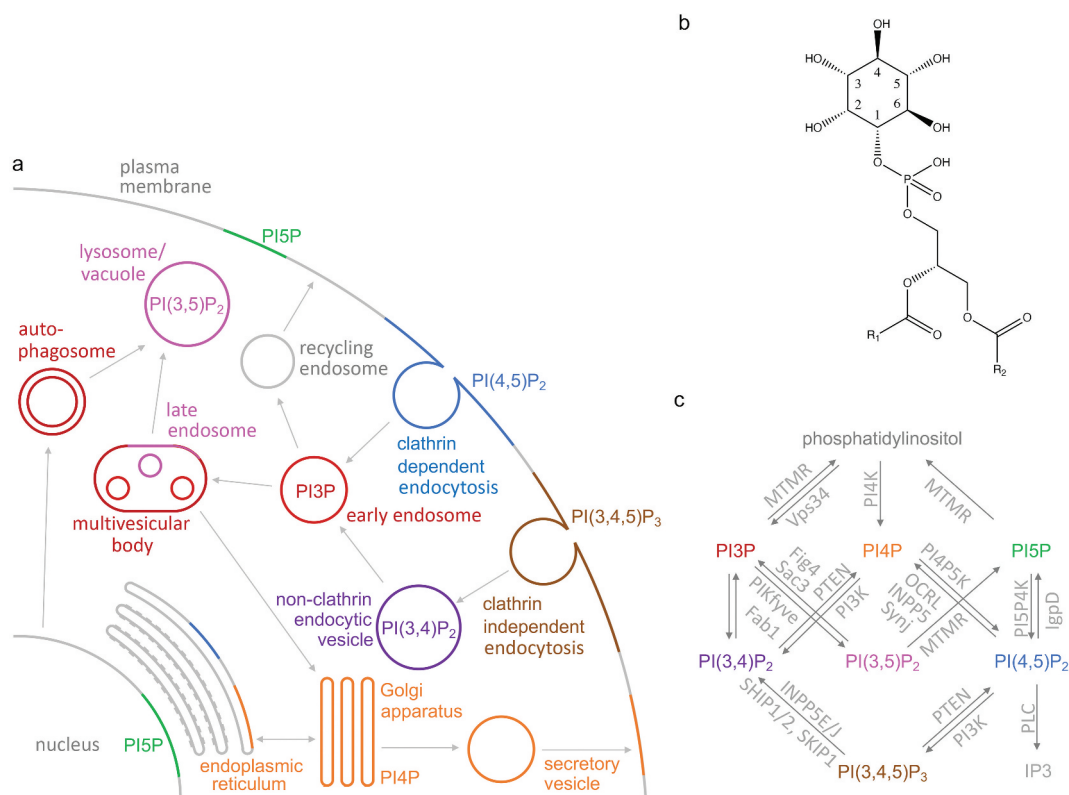 a
plasma
membrane
PI5P
lysosome/
vacuole
PI(3,5)P₂
auto-
phagosome
recycling
endosome
PI(4,5)P₂
late
endosome
clathrin
dependent
endocytosis
PI3P
early endosome
multivesicular
body
PI(3,4,5)P₃
non-clathrin
endocytic
vesicle
PI(3,4)P₂
clathrin
independent
endocytosis
Golgi
apparatus
nucleus
PI5P
endoplasmic
reticulum
PI4P
secretory
vesicle
b
OH
HO
OH
4
3
5
2
6
1
HO
OH
O
OH
P
O
O
O
O
R₁
O
O
R₂
c
phosphatidylinositol
MTMR
Vps34
PI4K
MTMR
PI3P
PI4P
PI5P
Fig4
Sac3
PIKfyve
Fab1
PTEN
PI3K
PI4P5K
OCRL
INPP5
Synj
MTMR
PI5P4K
IgpD
PI(3,4)P₂
PI(3,5)P₂
PI(4,5)P₂
INPP5E/J
SHIP1/2, SKIP1
PTEN
PI3K
PLC
PI(3,4,5)P₃
IP3